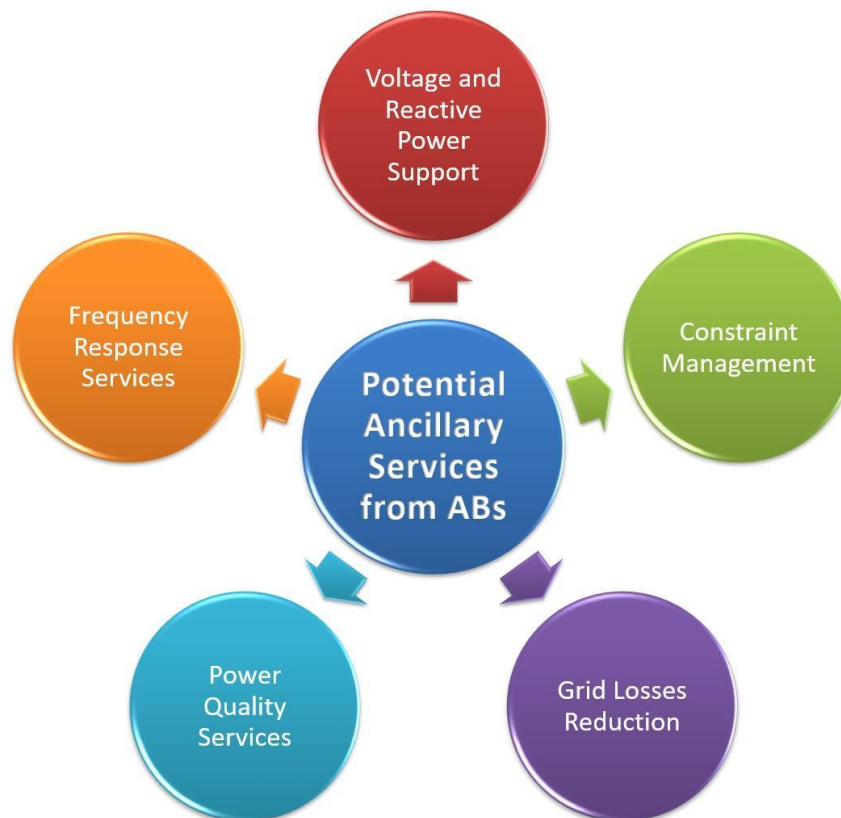 Voltage and
Reactive
Power
Support
Frequency
Response
Services
Constraint
Management
Potential
Ancillary
Services
from ABs
Power
Quality
Services
Grid Losses
Reduction